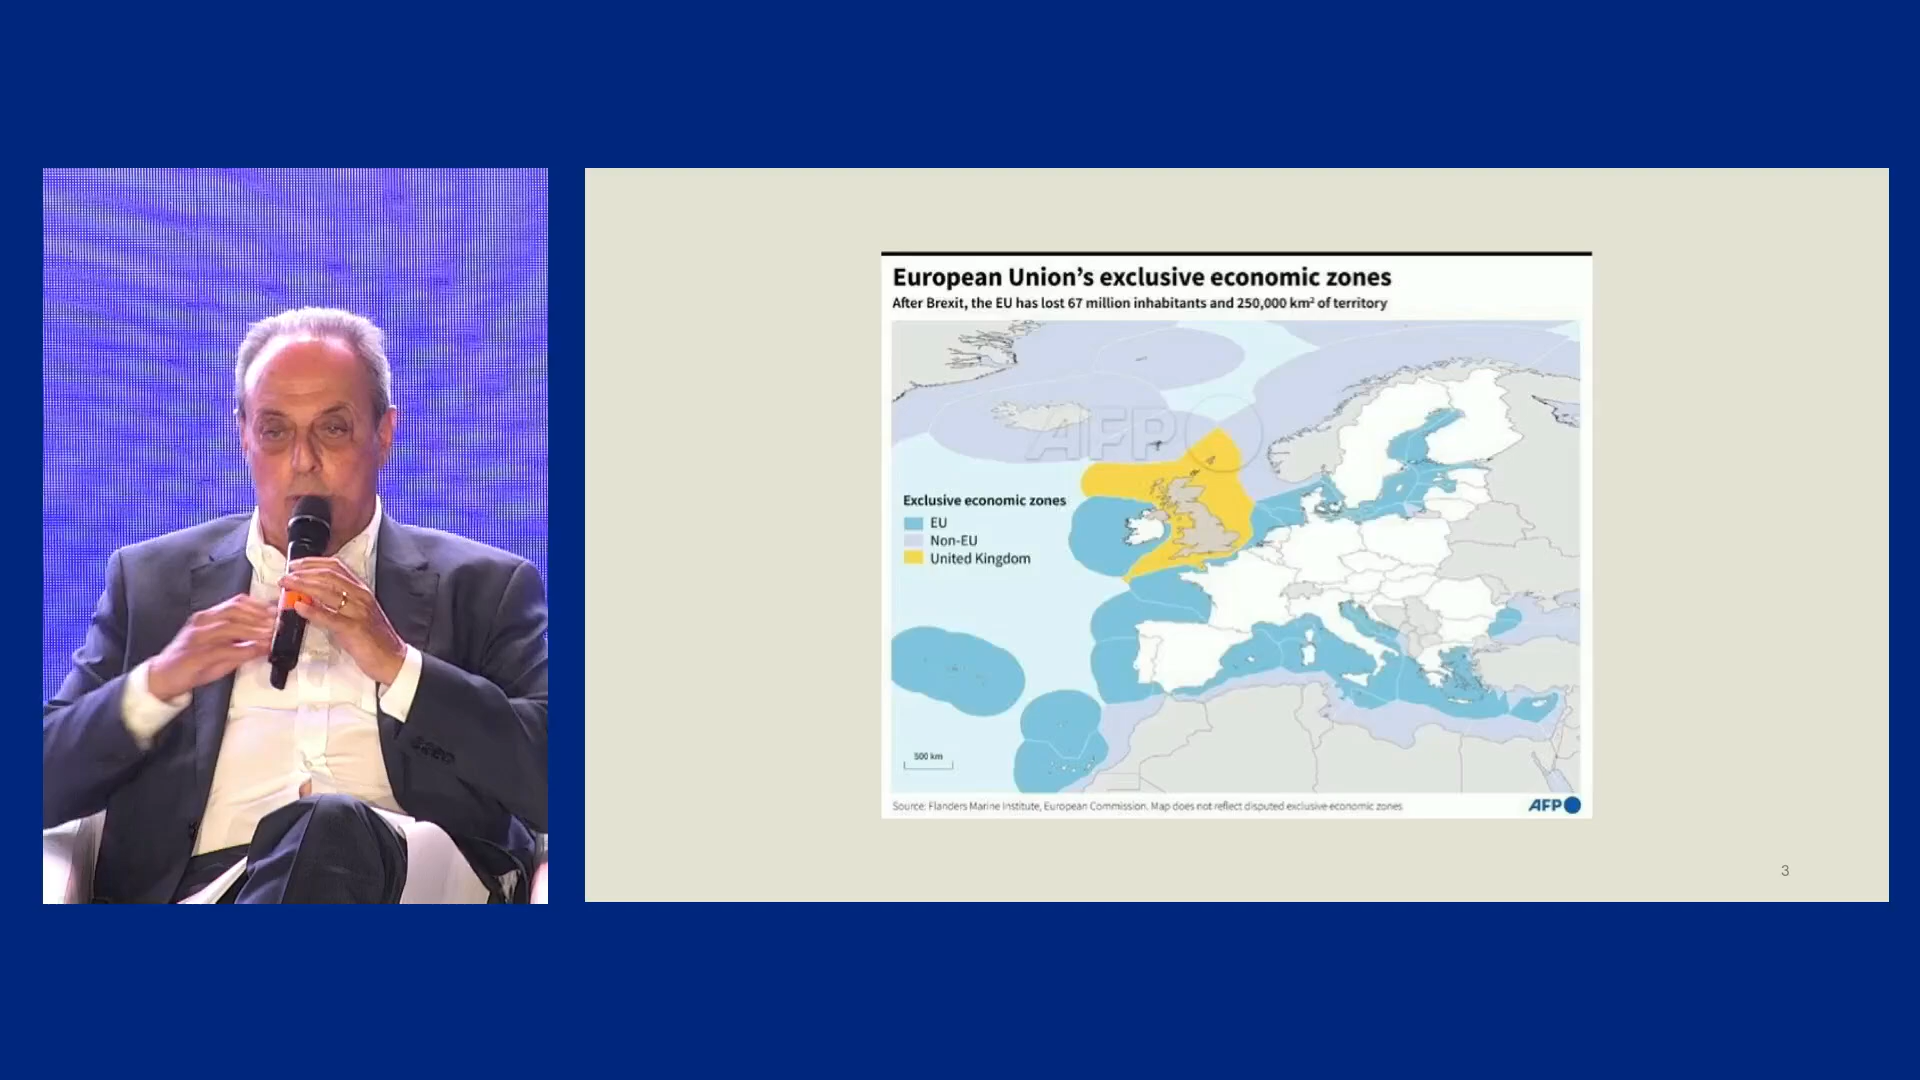 European Union’s exclusive economic zones
After Brexit, the EU has lost 67 million inhabitants and 250,000 km² of territory
AFP
Exclusive economic zones
EU
Non-EU
United Kingdom
500 km
Source: Flanders Marine Institute, European Commission. Map does not reflect disputed exclusive economic zones
AFP
3